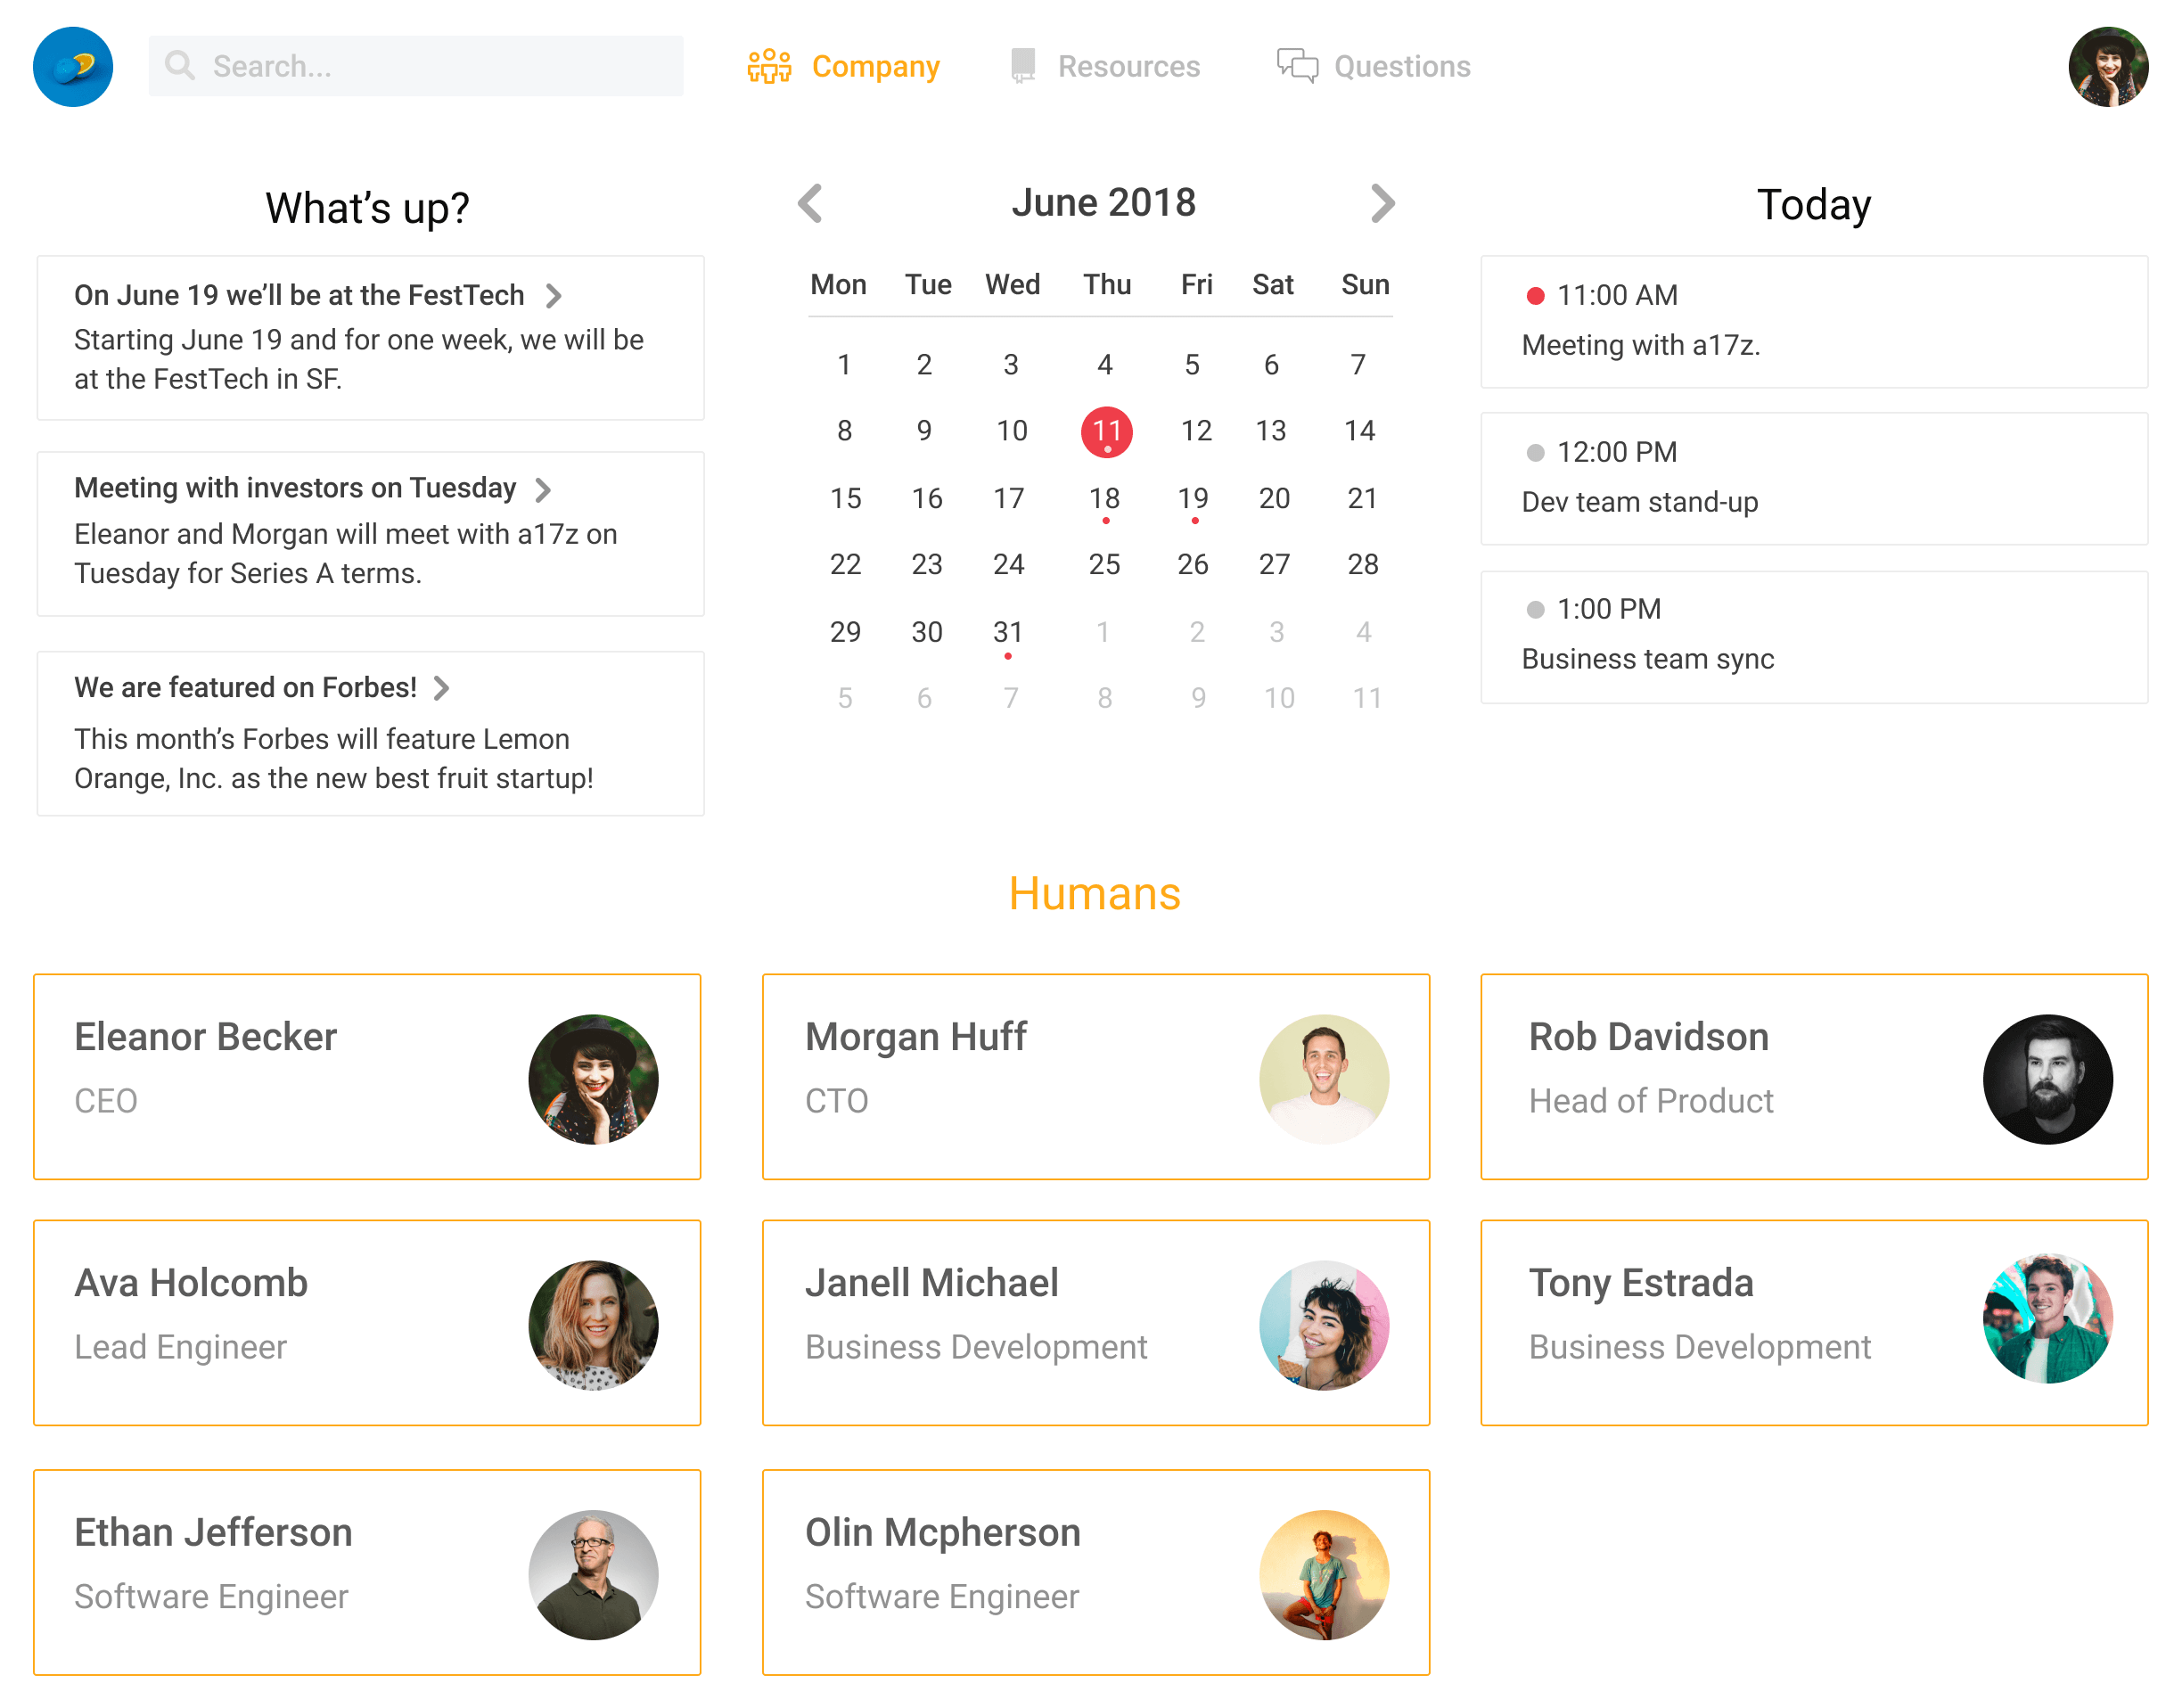 Search...
Company
Resources
Questions
What’s up?
On June 19 we’ll be at the FestTech
Starting June 19 and for one week, we will be
at the FestTech in SF.
Meeting with investors on Tuesday
Eleanor and Morgan will meet with a17z on
Tuesday for Series A terms.
We are featured on Forbes!
This month’s Forbes will feature Lemon
Orange, Inc. as the new best fruit startup!
June 2018
Mon Tue Wed Thu Fri Sat Sun
1 2 3 4 5 6 7
8 9 10 11 12 13 14
15 16 17 18 19 20 21
22 23 24 25 26 27 28
29 30 31 1 2 3 4
5 6 7 8 9 10 11
Today
11:00 AM
Meeting with a17z.
12:00 PM
Dev team stand-up
1:00 PM
Business team sync
Humans
Eleanor Becker
CEO
Morgan Huff
CTO
Rob Davidson
Head of Product
Ava Holcomb
Lead Engineer
Janell Michael
Business Development
Tony Estrada
Business Development
Ethan Jefferson
Software Engineer
Olin Mcpherson
Software Engineer